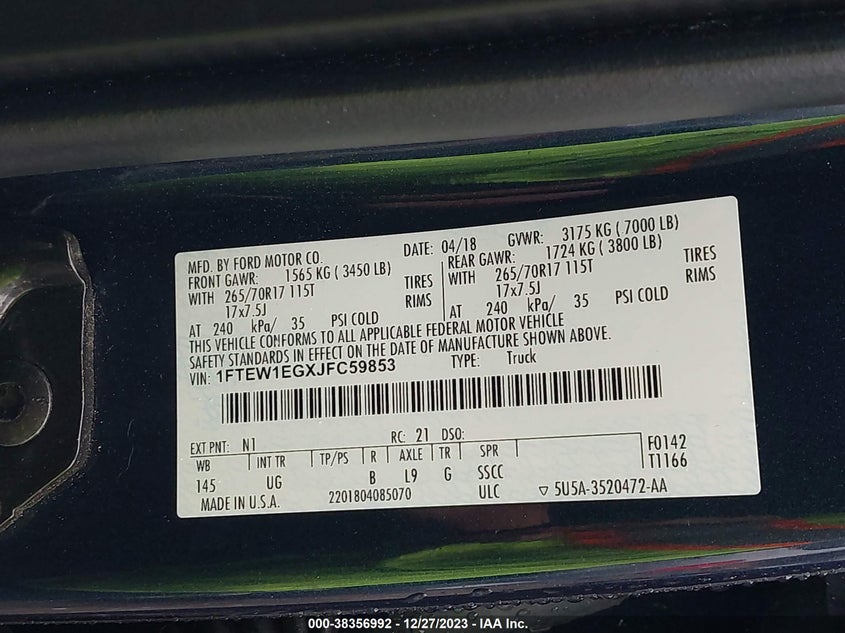 MFD. BY FORD MOTOR CO. DATE: 04/18 GVWR: 3175 KG ( 7000 LB)
FRONT GAWR: 1565 KG ( 3450 LB) REAR GAWR: 1724 KG ( 3800 LB)
WITH 265/70R17 115T TIRES WITH 265/70R17 115T TIRES
17x7.5J RIMS 17x7.5J RIMS
AT 240 kPa/ 35 PSI COLD AT 240 kPa/ 35 PSI COLD
THIS VEHICLE CONFORMS TO ALL APPLICABLE FEDERAL MOTOR VEHICLE
SAFETY STANDARDS IN EFFECT ON THE DATE OF MANUFACTURE SHOWN ABOVE.
VIN: 1FTEW1EGXJFC59853 TYPE: Truck
EXT PNT: N1 RC: 21 DSO:
WB INT TR TP/PS R AXLE TR SPR F0142
145 UG B L9 G SSCC T1166
MADE IN U.S.A. 2201804085070 ULC ▽ 5U5A-3520472-AA
000-38356992 - 12/27/2023 - IAA Inc.